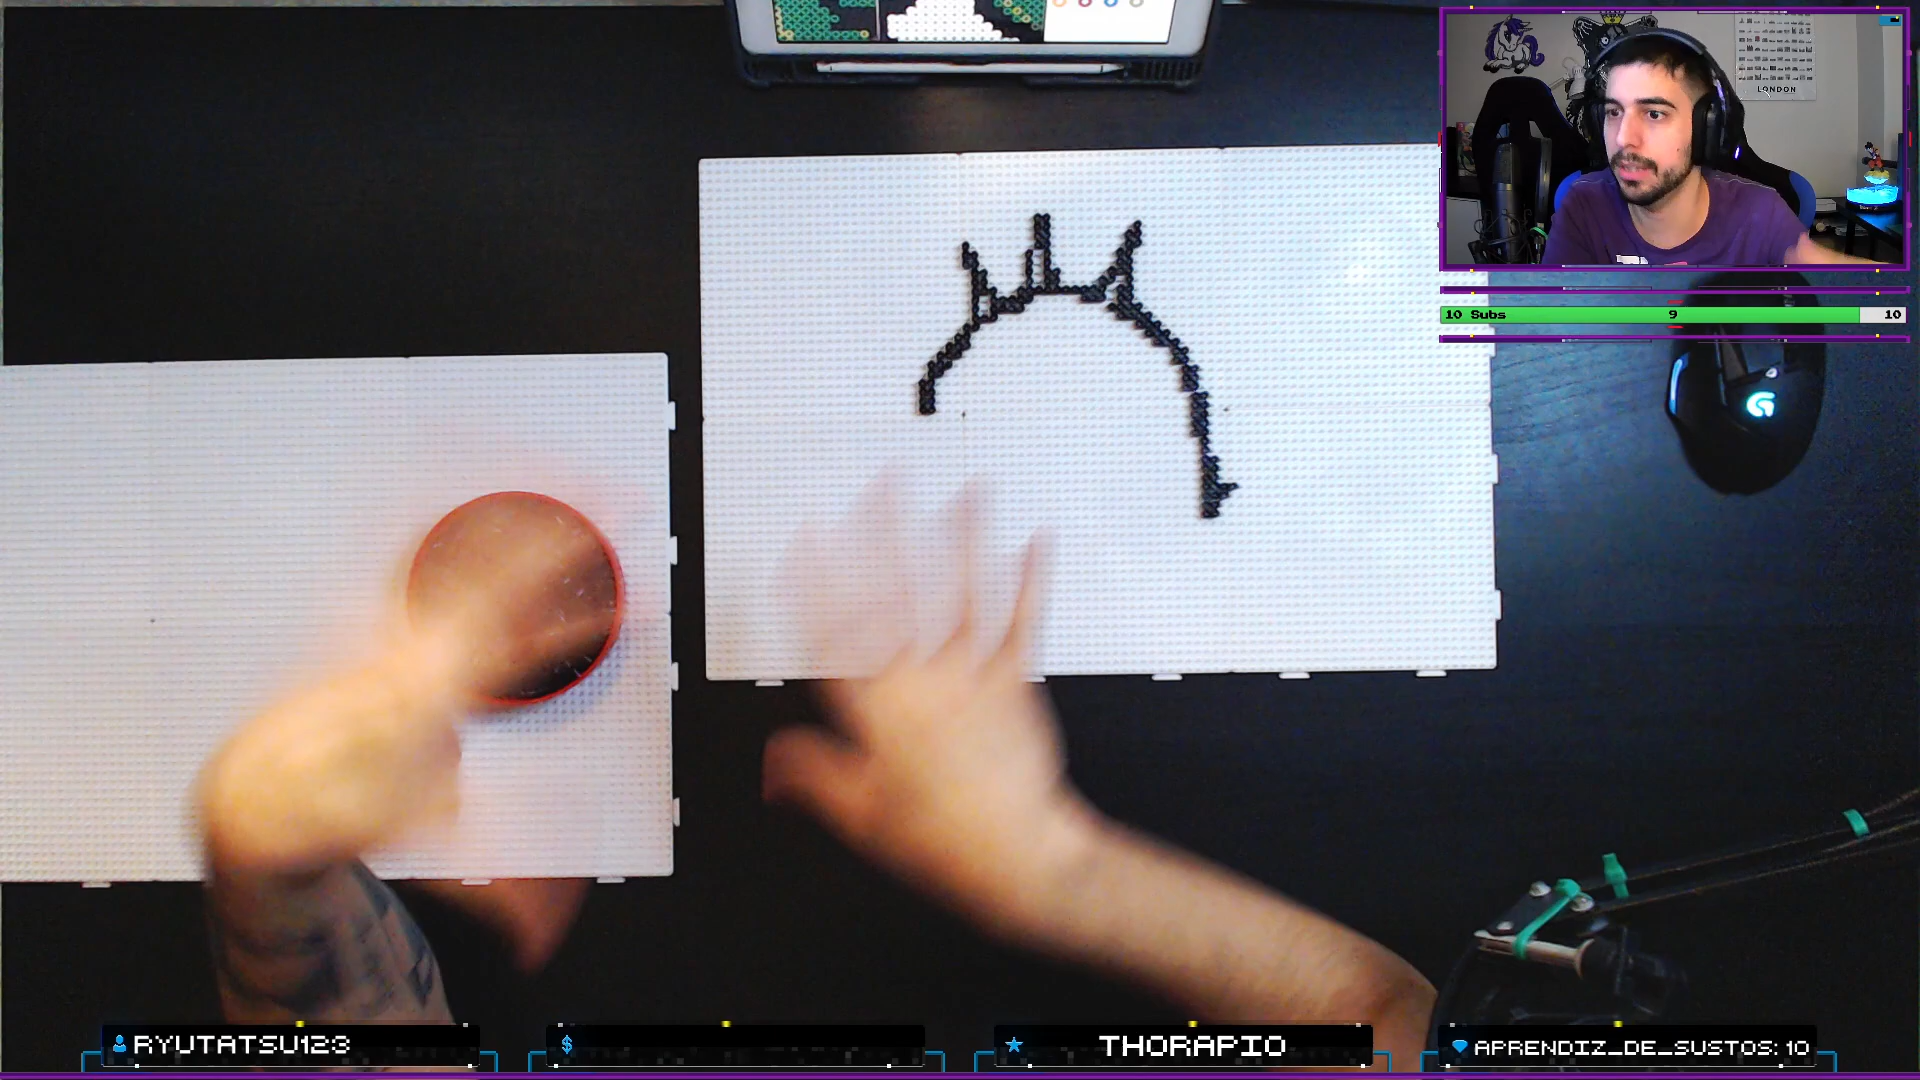 LONDON
10 Subs 9 10
RYUTATSU123
$
THORAPIO
APRENDIZ_DE_SUSTOS: 10